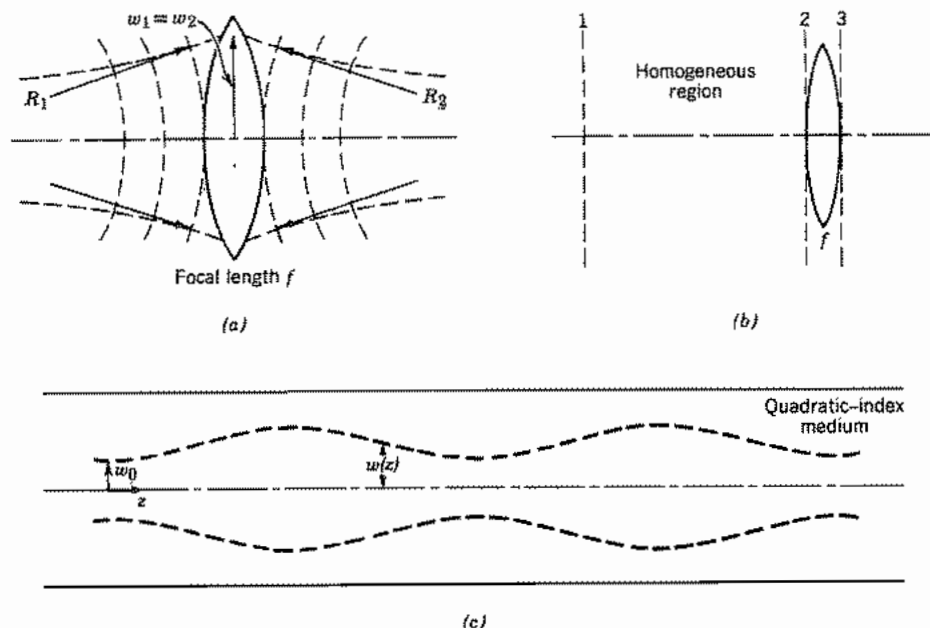 w₁ = w₂
R₁
R₂
Focal length f
(a)
1
2
3
Homogeneous
region
f
(b)
Quadratic-index
medium
w₀
z
w(z)
(c)